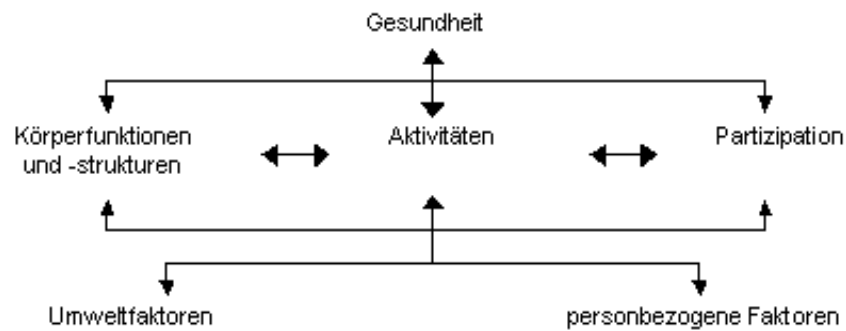 Gesundheit
Körperfunktionen
und -strukturen
Aktivitäten
Partizipation
Umweltfaktoren
personbezogene Faktoren